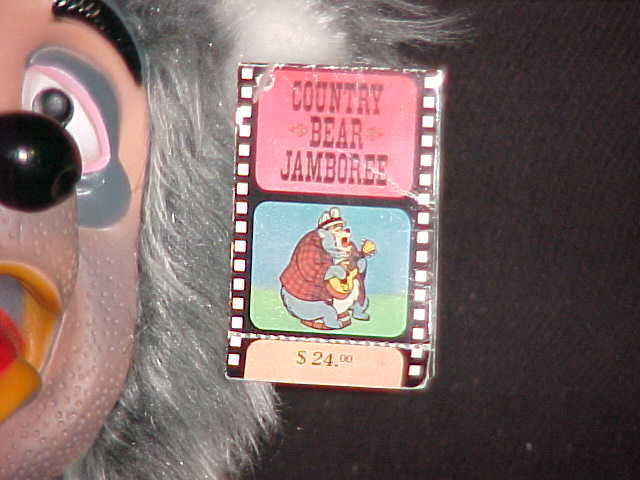 COUNTRY
BEAR
JAMBOREE
$ 24.00